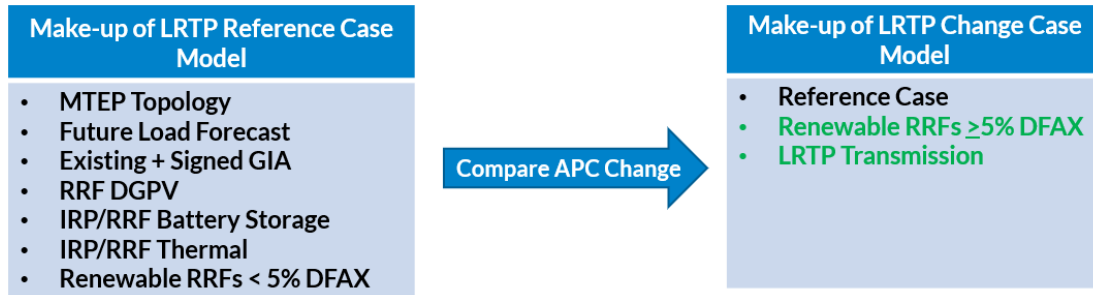 Make-up of LRTP Reference Case
Model
• MTEP Topology
• Future Load Forecast
• Existing + Signed GIA
• RRF DGPV
• IRP/RRF Battery Storage
• IRP/RRF Thermal
• Renewable RRFs < 5% DFAX
Compare APC Change
Make-up of LRTP Change Case
Model
• Reference Case
• Renewable RRFs ≥5% DFAX
• LRTP Transmission